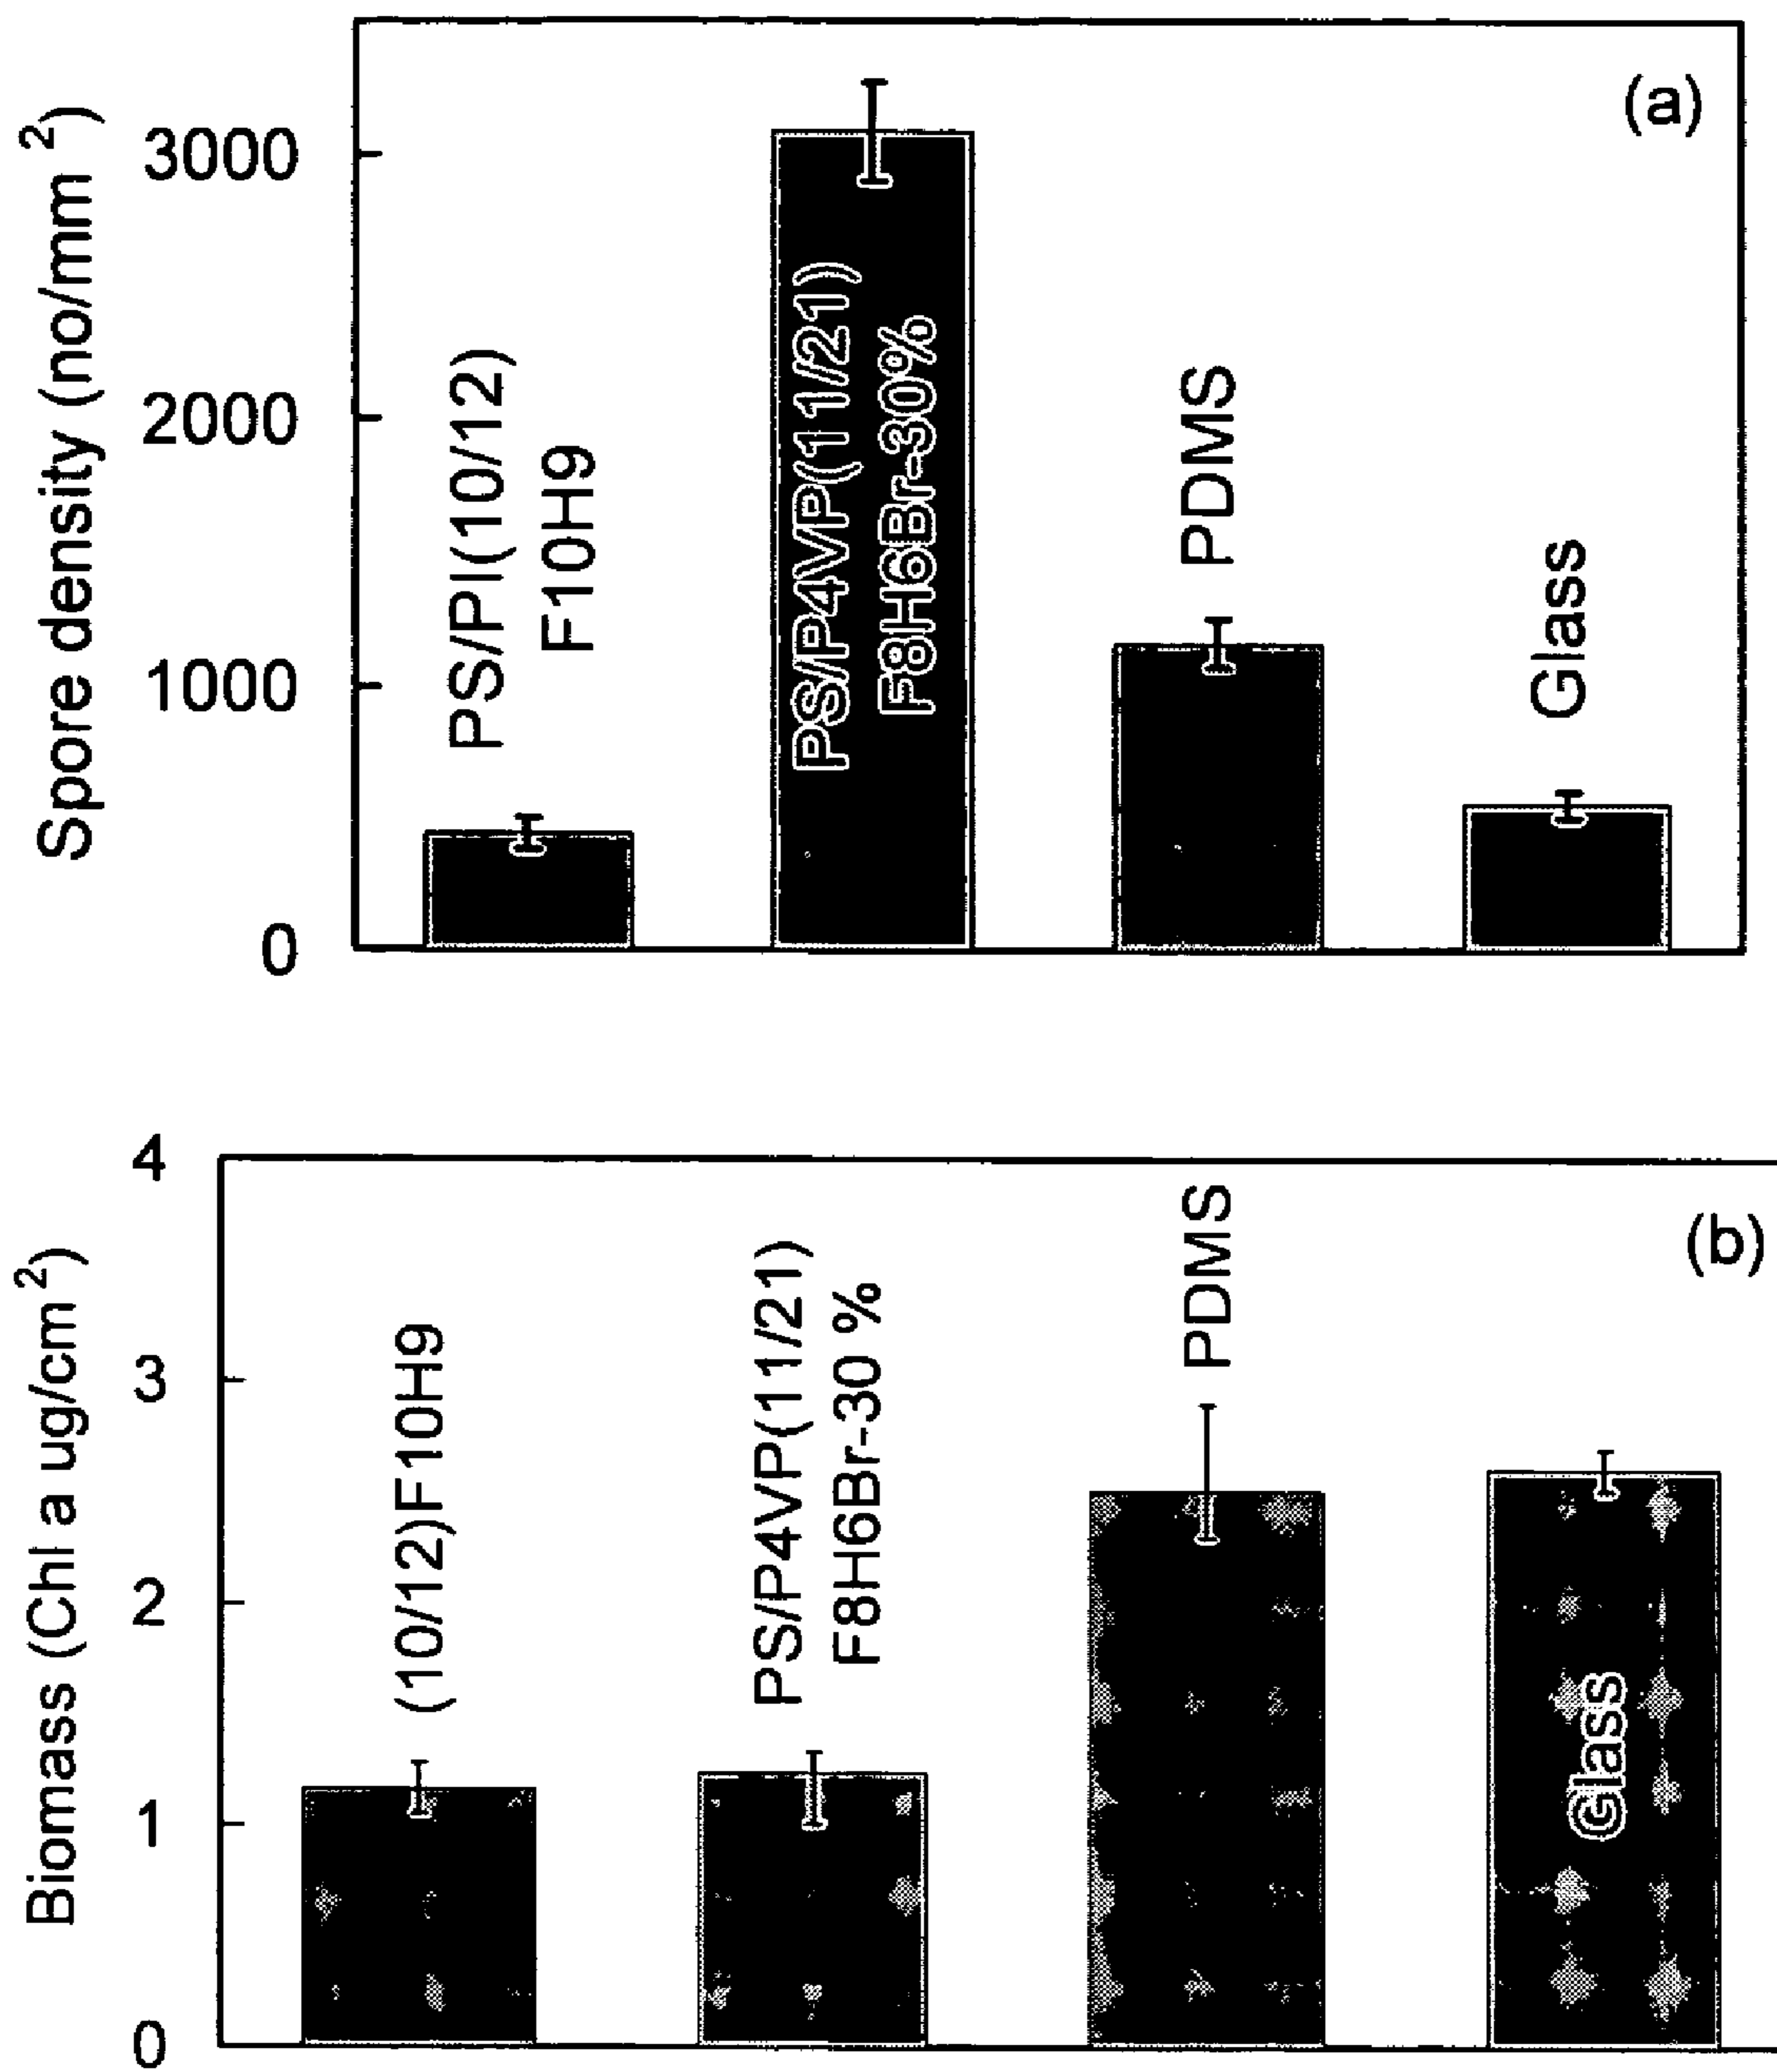 (a)
Spore density (no/mm 2)
3000
2000
1000
0
PS/PI(10/12)
F10H9
PS/P4VP(11/21)
F8H6Br-30%
PDMS
Glass
(b)
Biomass (Chl a ug/cm2)
4
3
2
1
0
(10/12)F10H9
PS/P4VP(11/21)
F8H6Br-30 %
PDMS
Glass